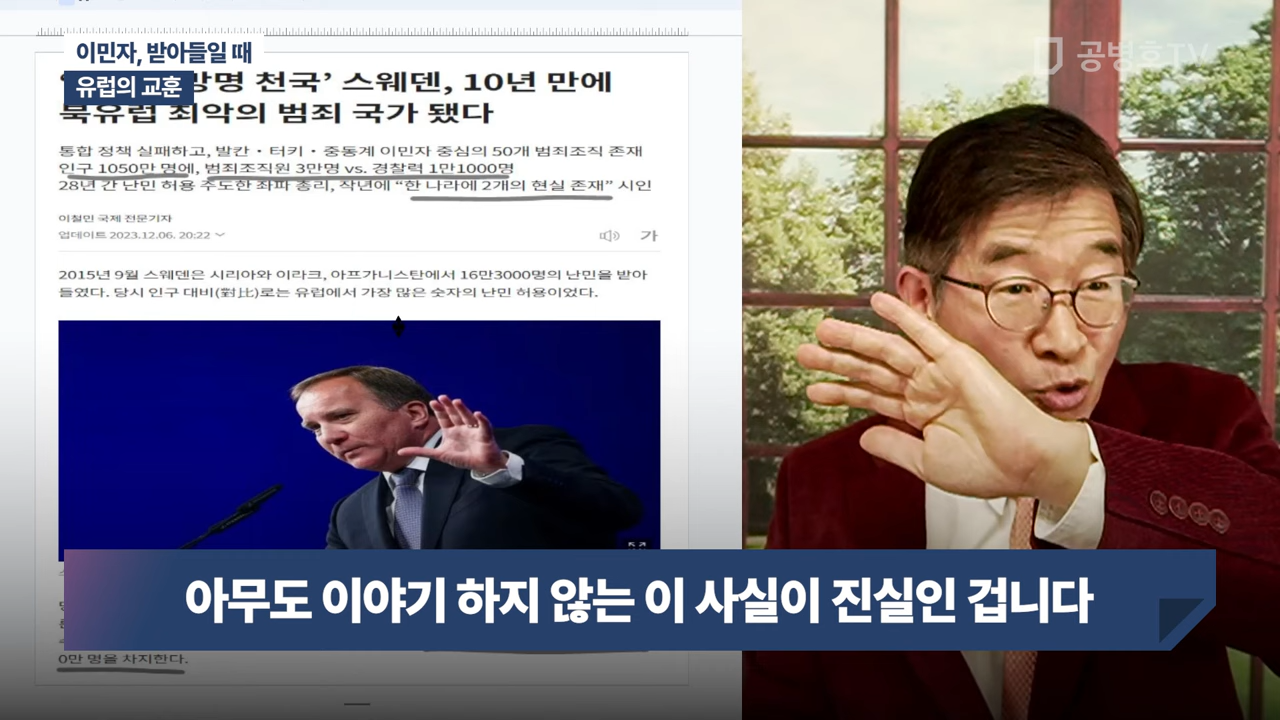 이민자, 받아들일 때
유럽의 교훈
망명 천국’ 스웨덴, 10년 만에
북유럽 최악의 범죄 국가 됐다
통합 정책 실패하고, 발칸・터키・중동계 이민자 중심의 50개 범죄조직 존재
인구 1050만 명에, 범죄조직원 3만명 vs. 경찰력 1만1000명
28년 간 난민 허용 주도한 좌파 총리, 작년에 “한 나라에 2개의 현실 존재” 시인
이철민 국제 전문기자
업데이트 2023.12.06. 20:22
가
2015년 9월 스웨덴은 시리아와 이라크, 아프가니스탄에서 16만3000명의 난민을 받아
들였다. 당시 인구 대비(對比)로는 유럽에서 가장 많은 숫자의 난민 허용이었다.
공병호TV
아무도 이야기 하지 않는 이 사실이 진실인 겁니다
0만 명을 차지한다.